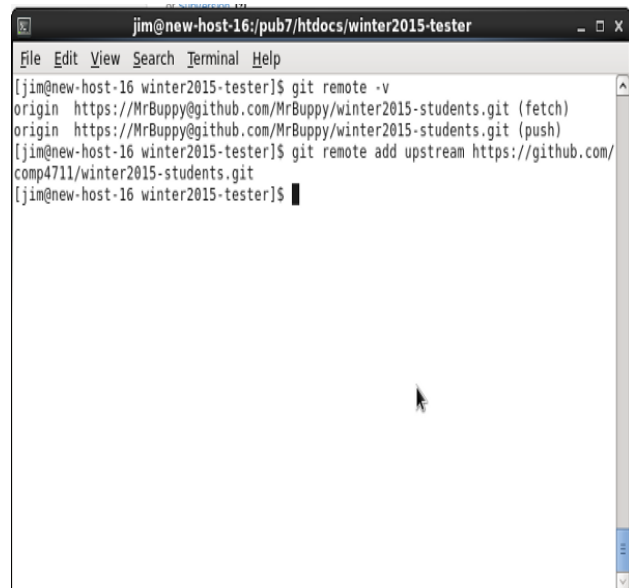 or Subversion
jim@new-host-16:/pub7/htdocs/winter2015-tester
File Edit View Search Terminal Help
[jim@new-host-16 winter2015-tester]$ git remote -v
origin https://MrBuppy@github.com/MrBuppy/winter2015-students.git (fetch)
origin https://MrBuppy@github.com/MrBuppy/winter2015-students.git (push)
[jim@new-host-16 winter2015-tester]$ git remote add upstream https://github.com/
comp4711/winter2015-students.git
[jim@new-host-16 winter2015-tester]$